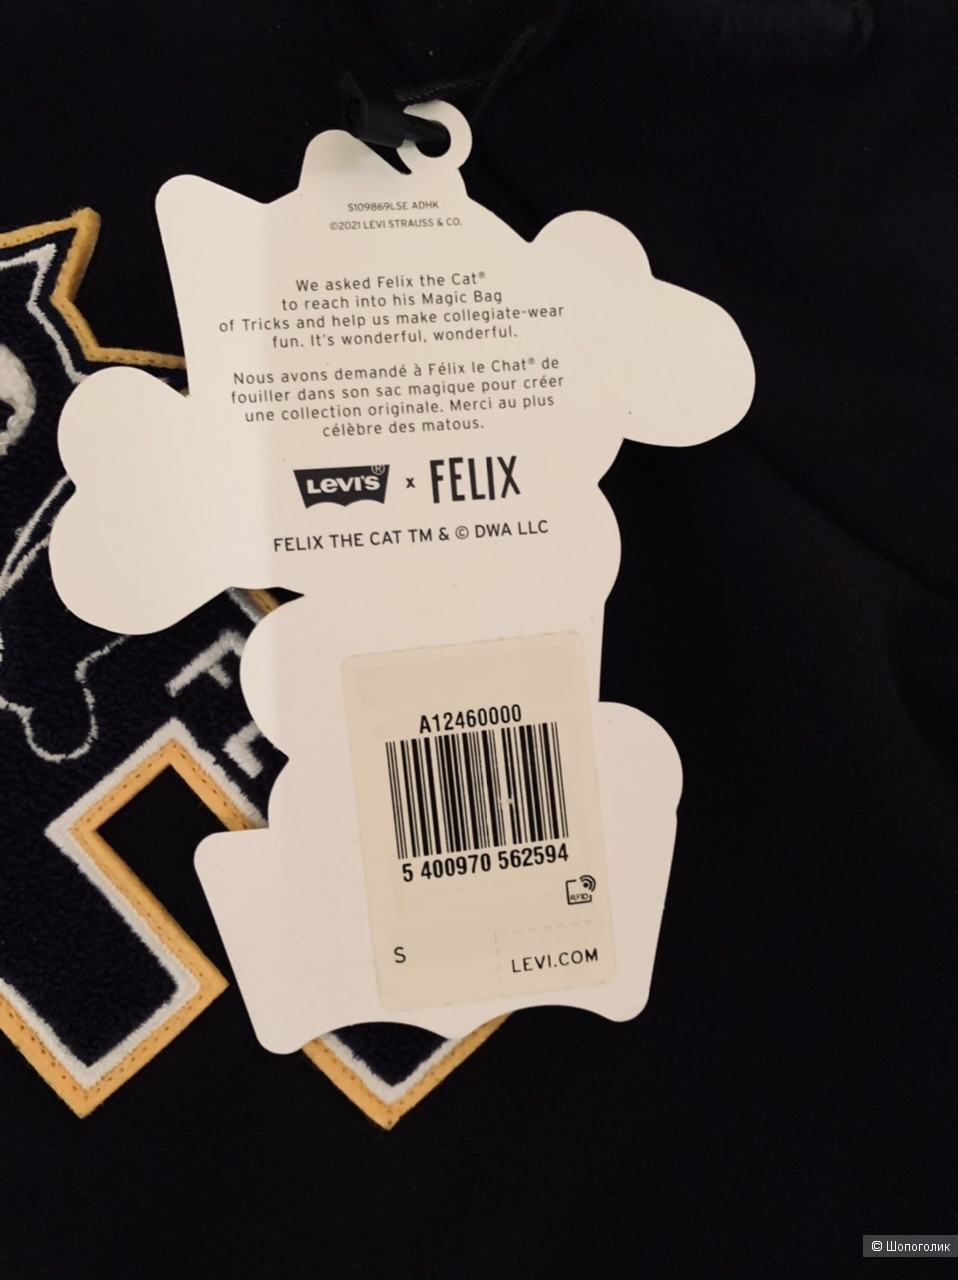 S109869LSE ADHK
©2021 LEVI STRAUSS & CO.
We asked Felix the Cat®
to reach into his Magic Bag
of Tricks and help us make collegiate-wear
fun. It's wonderful, wonderful.
Nous avons demandé à Félix le Chat® de
fouiller dans son sac magique pour créer
une collection originale. Merci au plus
célèbre des matous.
LEVI'S® x FELIX
FELIX THE CAT TM & © DWA LLC
A12460000
5 400970 562594
RFID
S
LEVI.COM
© Шопоголик